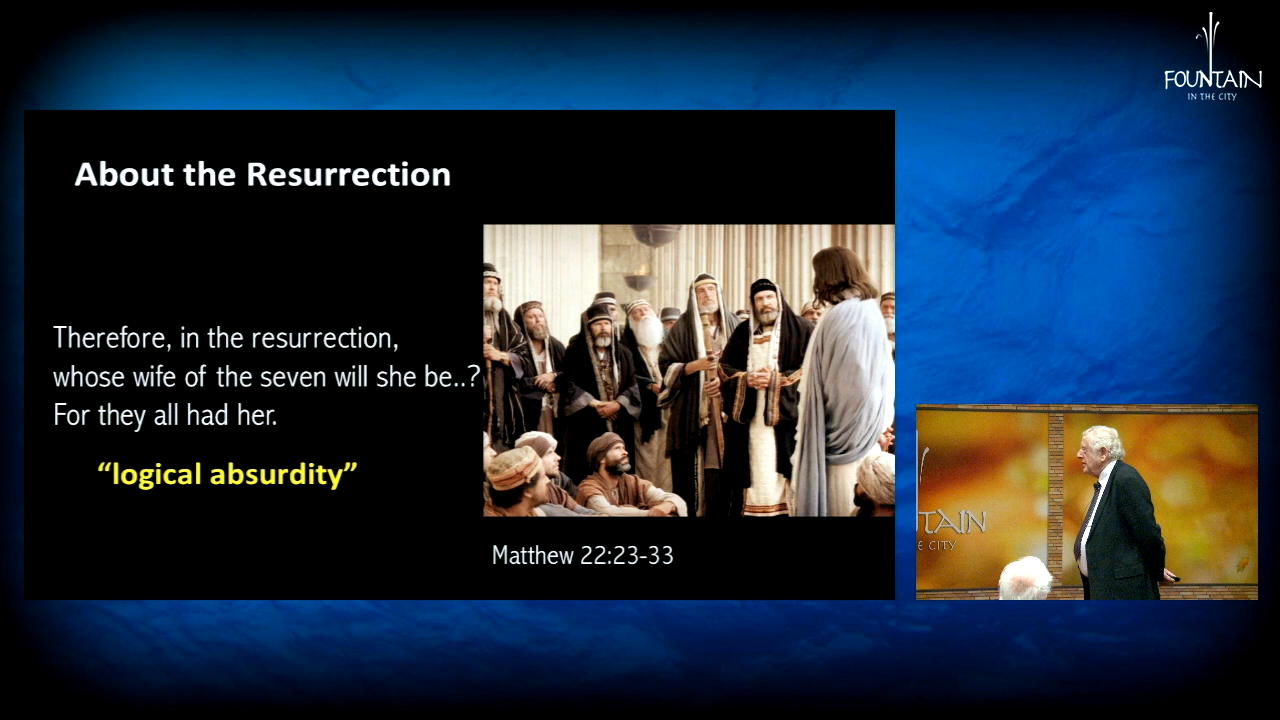 FOUNTAIN
IN THE CITY
About the Resurrection
Therefore, in the resurrection,
whose wife of the seven will she be..?
For they all had her.
“logical absurdity”
Matthew 22:23-33
TAIN
E CITY